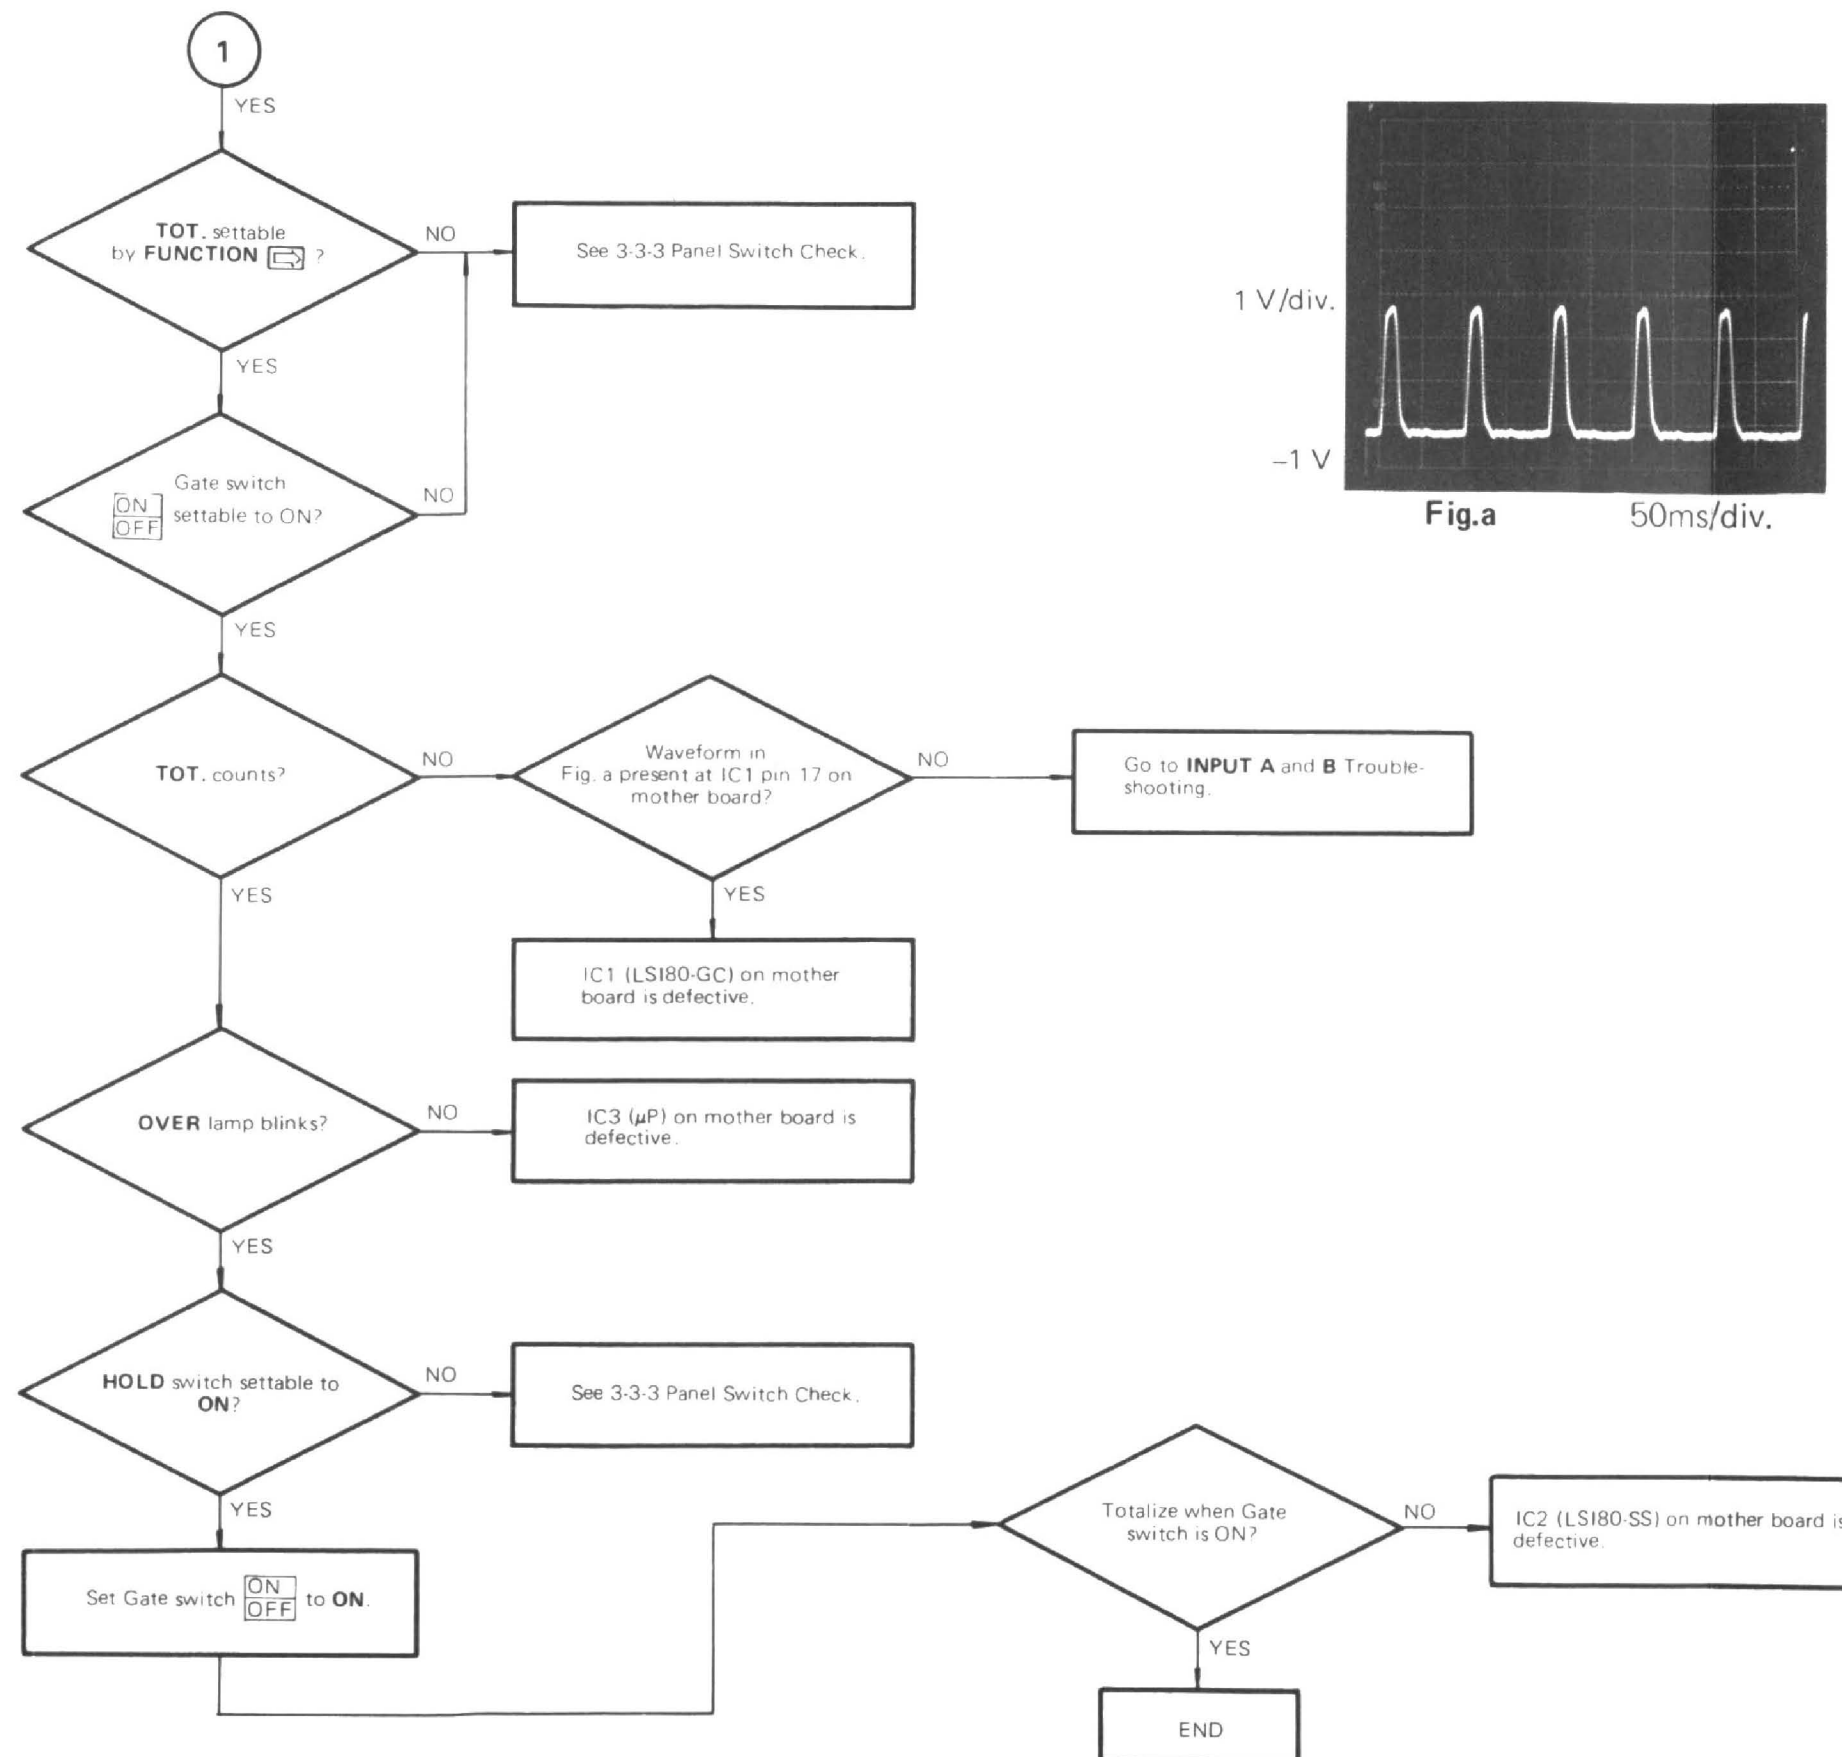 1
YES
TOT. settable
by FUNCTION ?
NO
See 3-3-3 Panel Switch Check.
YES
Gate switch
ON
OFF
settable to ON?
NO
YES
1 V/div.
–1 V
Fig.a
50ms/div.
TOT. counts?
NO
Waveform in
Fig. a present at IC1 pin 17 on
mother board?
NO
Go to INPUT A and B Trouble-
shooting.
YES
YES
IC1 (LSI80-GC) on mother
board is defective.
OVER lamp blinks?
NO
IC3 (µP) on mother board is
defective.
YES
HOLD switch settable to
ON?
NO
See 3-3-3 Panel Switch Check.
YES
Set Gate switch ON OFF to ON.
Totalize when Gate
switch is ON?
NO
IC2 (LSI80-SS) on mother board is
defective.
YES
END